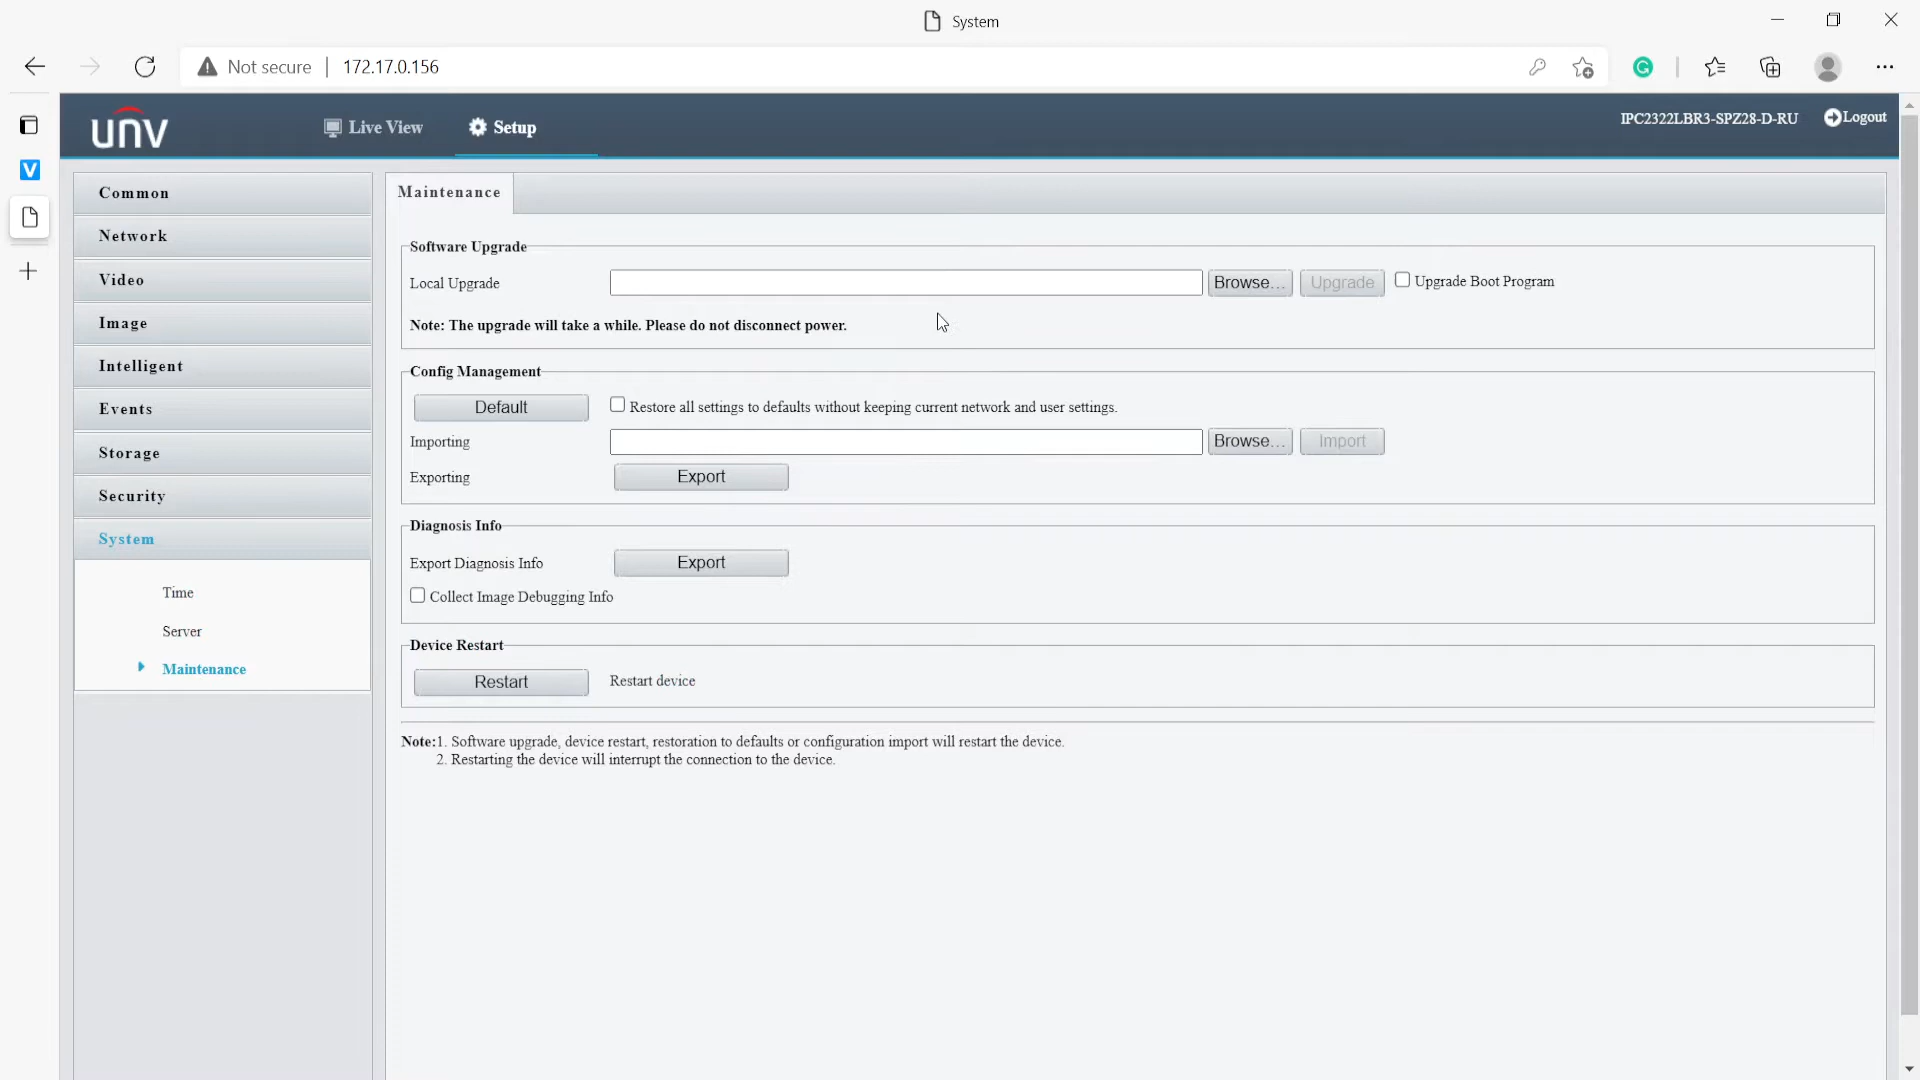 System
Not secure | 172.17.0.156
unv
Live View
Setup
IPC2322LBR3-SPZ28-D-RU
Logout
Common
Network
Video
Image
Intelligent
Events
Storage
Security
System
Time
Server
Maintenance
Maintenance
Software Upgrade
Local Upgrade Browse... Upgrade Upgrade Boot Program
Note: The upgrade will take a while. Please do not disconnect power.
Config Management
Default Restore all settings to defaults without keeping current network and user settings.
Importing Browse... Import
Exporting Export
Diagnosis Info
Export Diagnosis Info Export
Collect Image Debugging Info
Device Restart
Restart Restart device
Note:1. Software upgrade, device restart, restoration to defaults or configuration import will restart the device.
2. Restarting the device will interrupt the connection to the device.